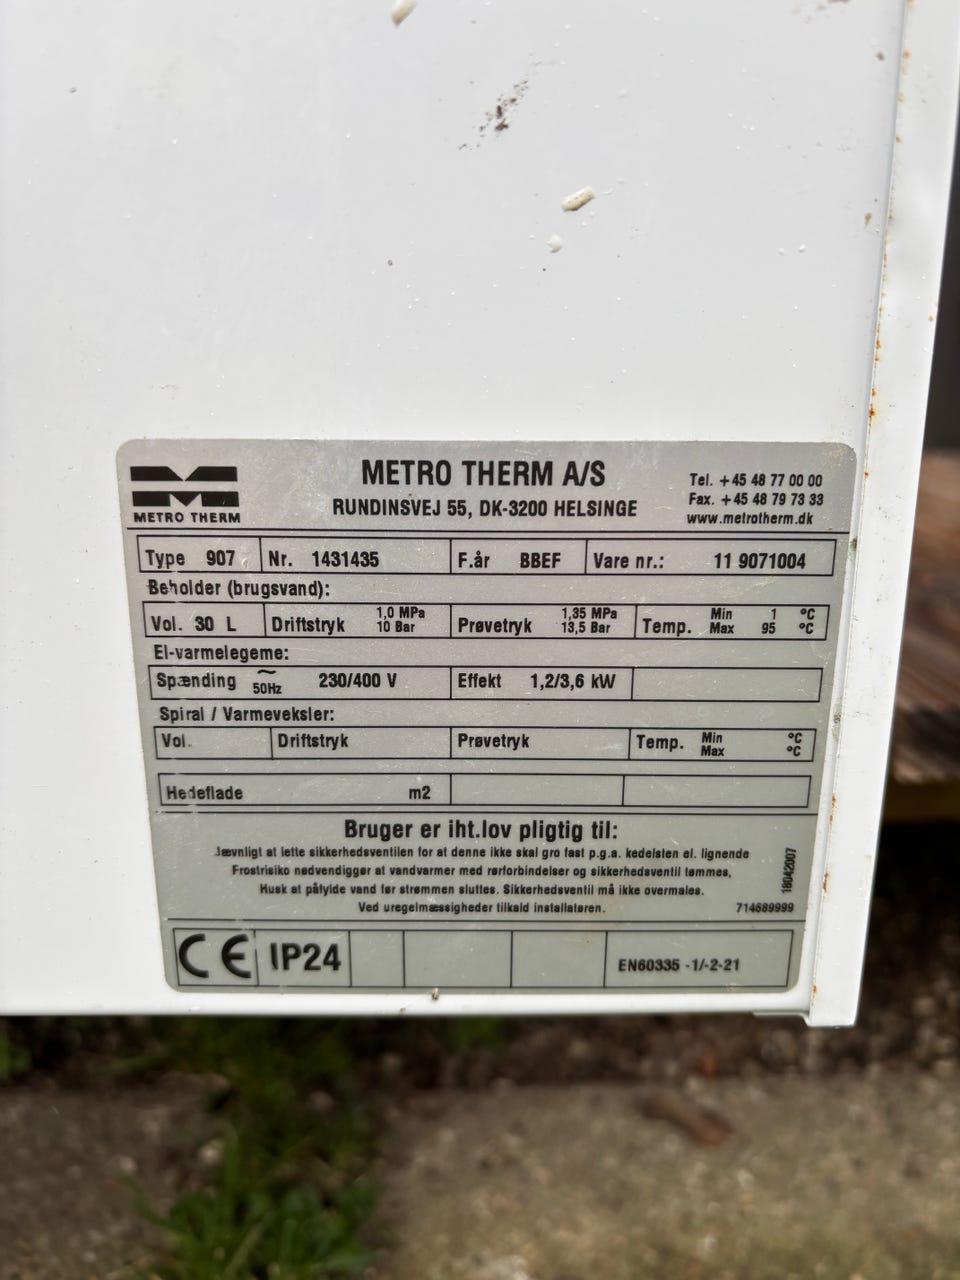 METRO THERM
METRO THERM A/S
RUNDINSVEJ 55, DK-3200 HELSINGE
Tel. +45 48 77 00 00
Fax. +45 48 79 73 33
www.metrotherm.dk
Type 907 Nr. 1431435 F.år BBEF Vare nr.: 11 9071004
Beholder (brugsvand):
Vol. 30 L Driftstryk 1,0 MPa 10 Bar Prøvetryk 1,35 MPa 13,5 Bar Temp. Min 1 °C Max 95 °C
El-varmelegeme:
Spænding ~ 50Hz 230/400 V Effekt 1,2/3,6 kW
Spiral / Varmeveksler:
Vol. Driftstryk Prøvetryk Temp. Min °C Max °C
Hedeflade m2
Bruger er iht.lov pligtig til:
Jævnligt at lette sikkerhedsventilen for at denne ikke skal gro fast p.g.a. kedelsten el. lignende
Frostrisiko nødvendiggør at vandvarmer med rørforbindelser og sikkerhedsventil tømmes,
Husk at påfylde vand før strømmen sluttes. Sikkerhedsventil må ikke overmales.
Ved uregelmæssigheder tilkald installatøren.
714689999
18042007
CE IP24 EN60335 -1/-2-21